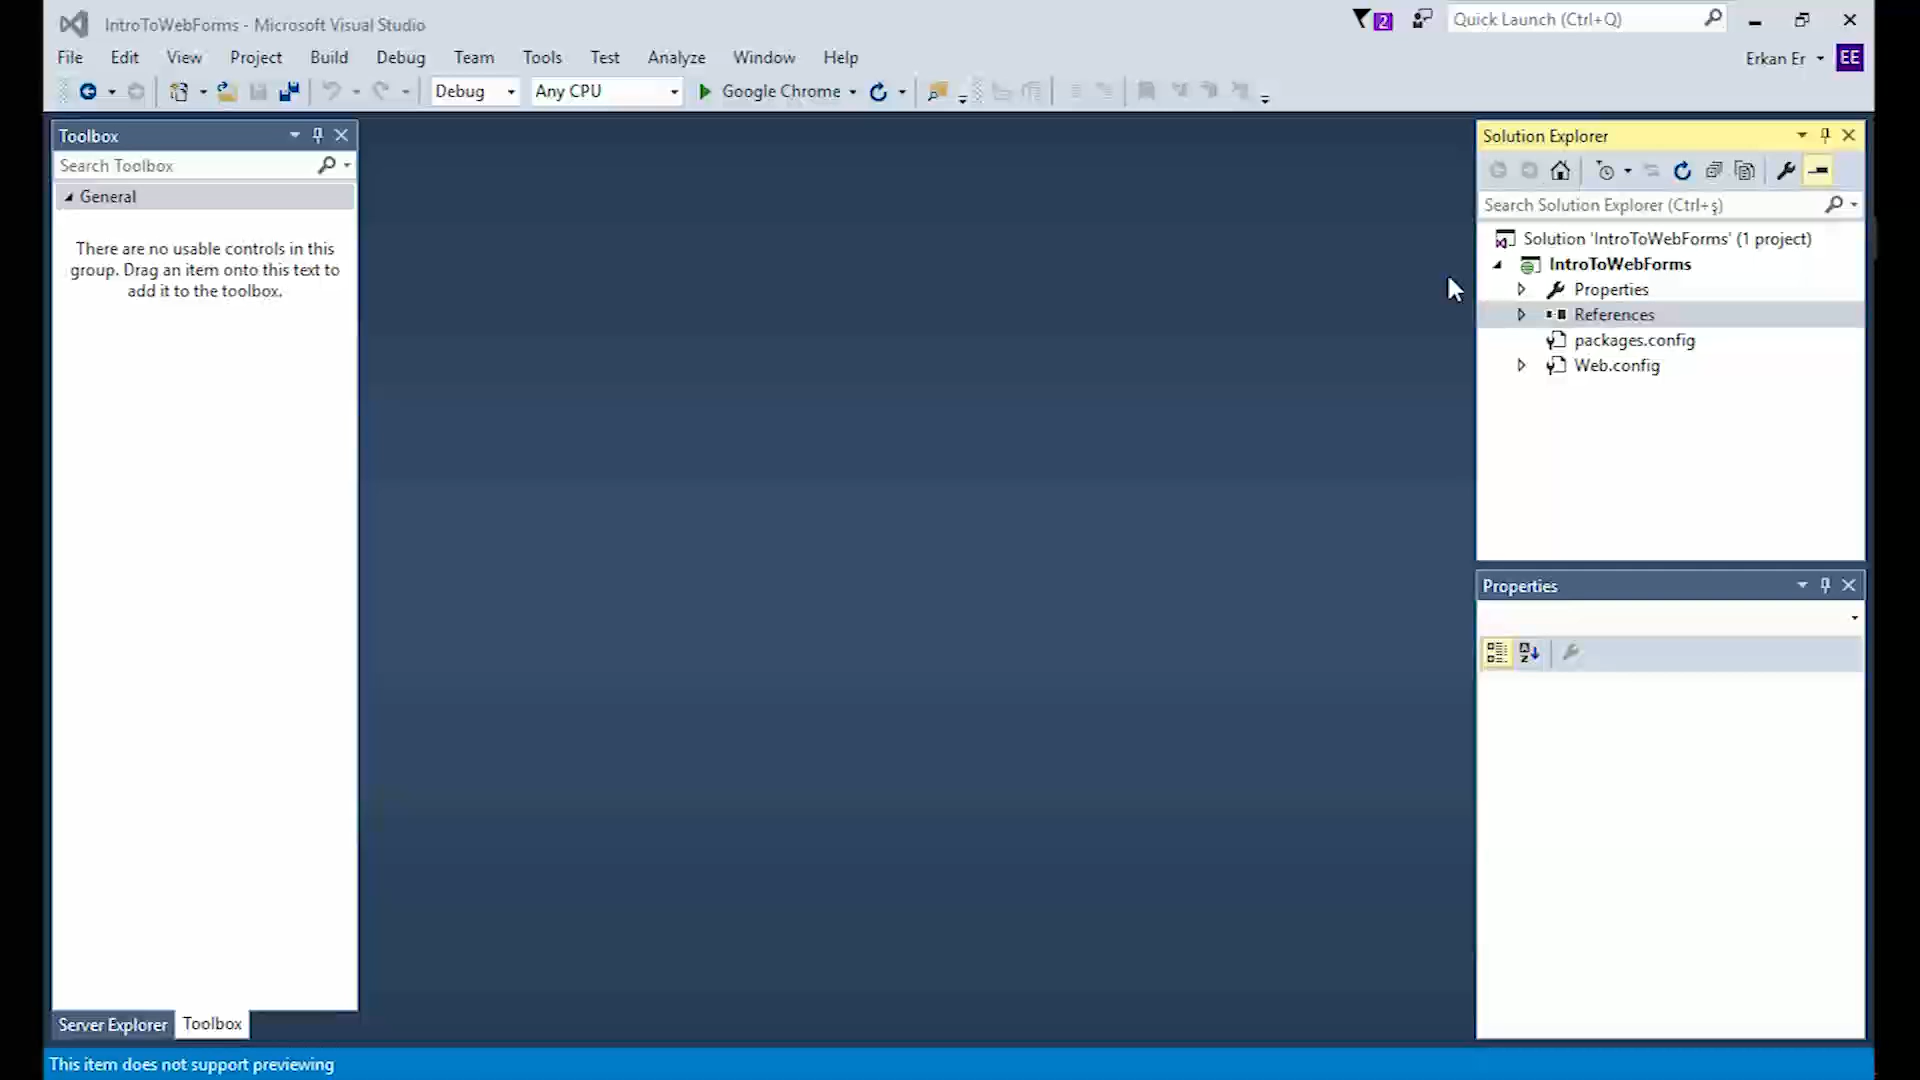 IntroToWebForms - Microsoft Visual Studio
2
Quick Launch (Ctrl+Q)
File Edit View Project Build Debug Team Tools Test Analyze Window Help
Erkan Er EE
Debug Any CPU Google Chrome
Toolbox
Search Toolbox
General
There are no usable controls in this
group. Drag an item onto this text to
add it to the toolbox.
Server Explorer Toolbox
Solution Explorer
Search Solution Explorer (Ctrl+ş)
Solution 'IntroToWebForms' (1 project)
IntroToWebForms
Properties
References
packages.config
Web.config
Properties
This item does not support previewing